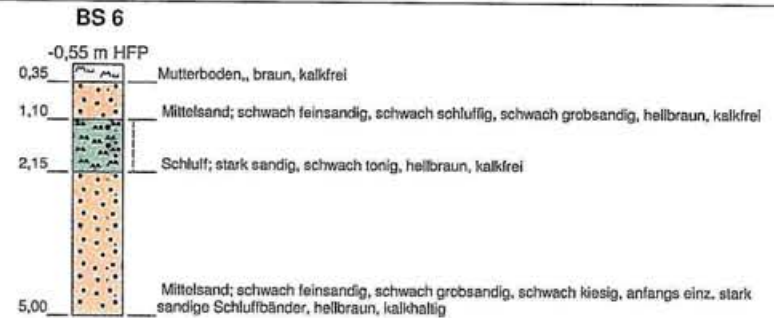 BS 6
-0,55 m HFP
0,35 Mutterboden,, braun, kalkfrei
1,10 Mittelsand; schwach feinsandig, schwach schluffig, schwach grobsandig, hellbraun, kalkfrei
2,15 Schluff; stark sandig, schwach tonig, hellbraun, kalkfrei
Mittelsand; schwach feinsandig, schwach grobsandig, schwach kiesig, anfangs einz. stark
5,00 sandige Schluffbänder, hellbraun, kalkhaltig